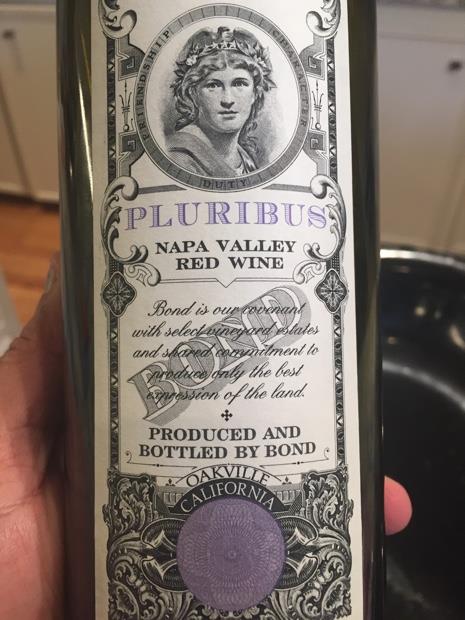 FRIENDSHIP
CHARACTER
DUTY
PLURIBUS
NAPA VALLEY
RED WINE
BOND
Bond is our covenant
with select vineyard estates
and shared commitment to
produce only the best
expression of the land.
PRODUCED AND
BOTTLED BY BOND
OAKVILLE
CALIFORNIA